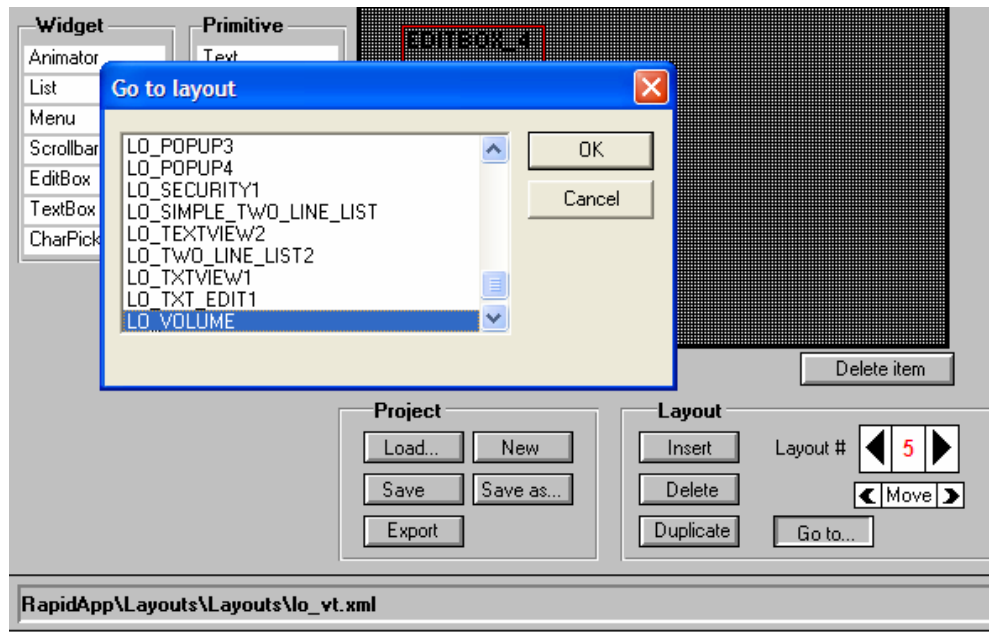 Widget
Primitive
EDITBOX_4
Animator
Text
List
Menu
Scrollbar
EditBox
TextBox
CharPick
Go to layout
LO_POPUP3
LO_POPUP4
LO_SECURITY1
LO_SIMPLE_TWO_LINE_LIST
LO_TEXTVIEW2
LO_TWO_LINE_LIST2
LO_TXTVIEW1
LO_TXT_EDIT1
LO_VOLUME
OK
Cancel
Delete item
Project
Load...
New
Save
Save as...
Export
Layout
Insert
Layout # 5
Delete
Move
Duplicate
Go to...
RapidApp\Layouts\Layouts\lo_vt.xml